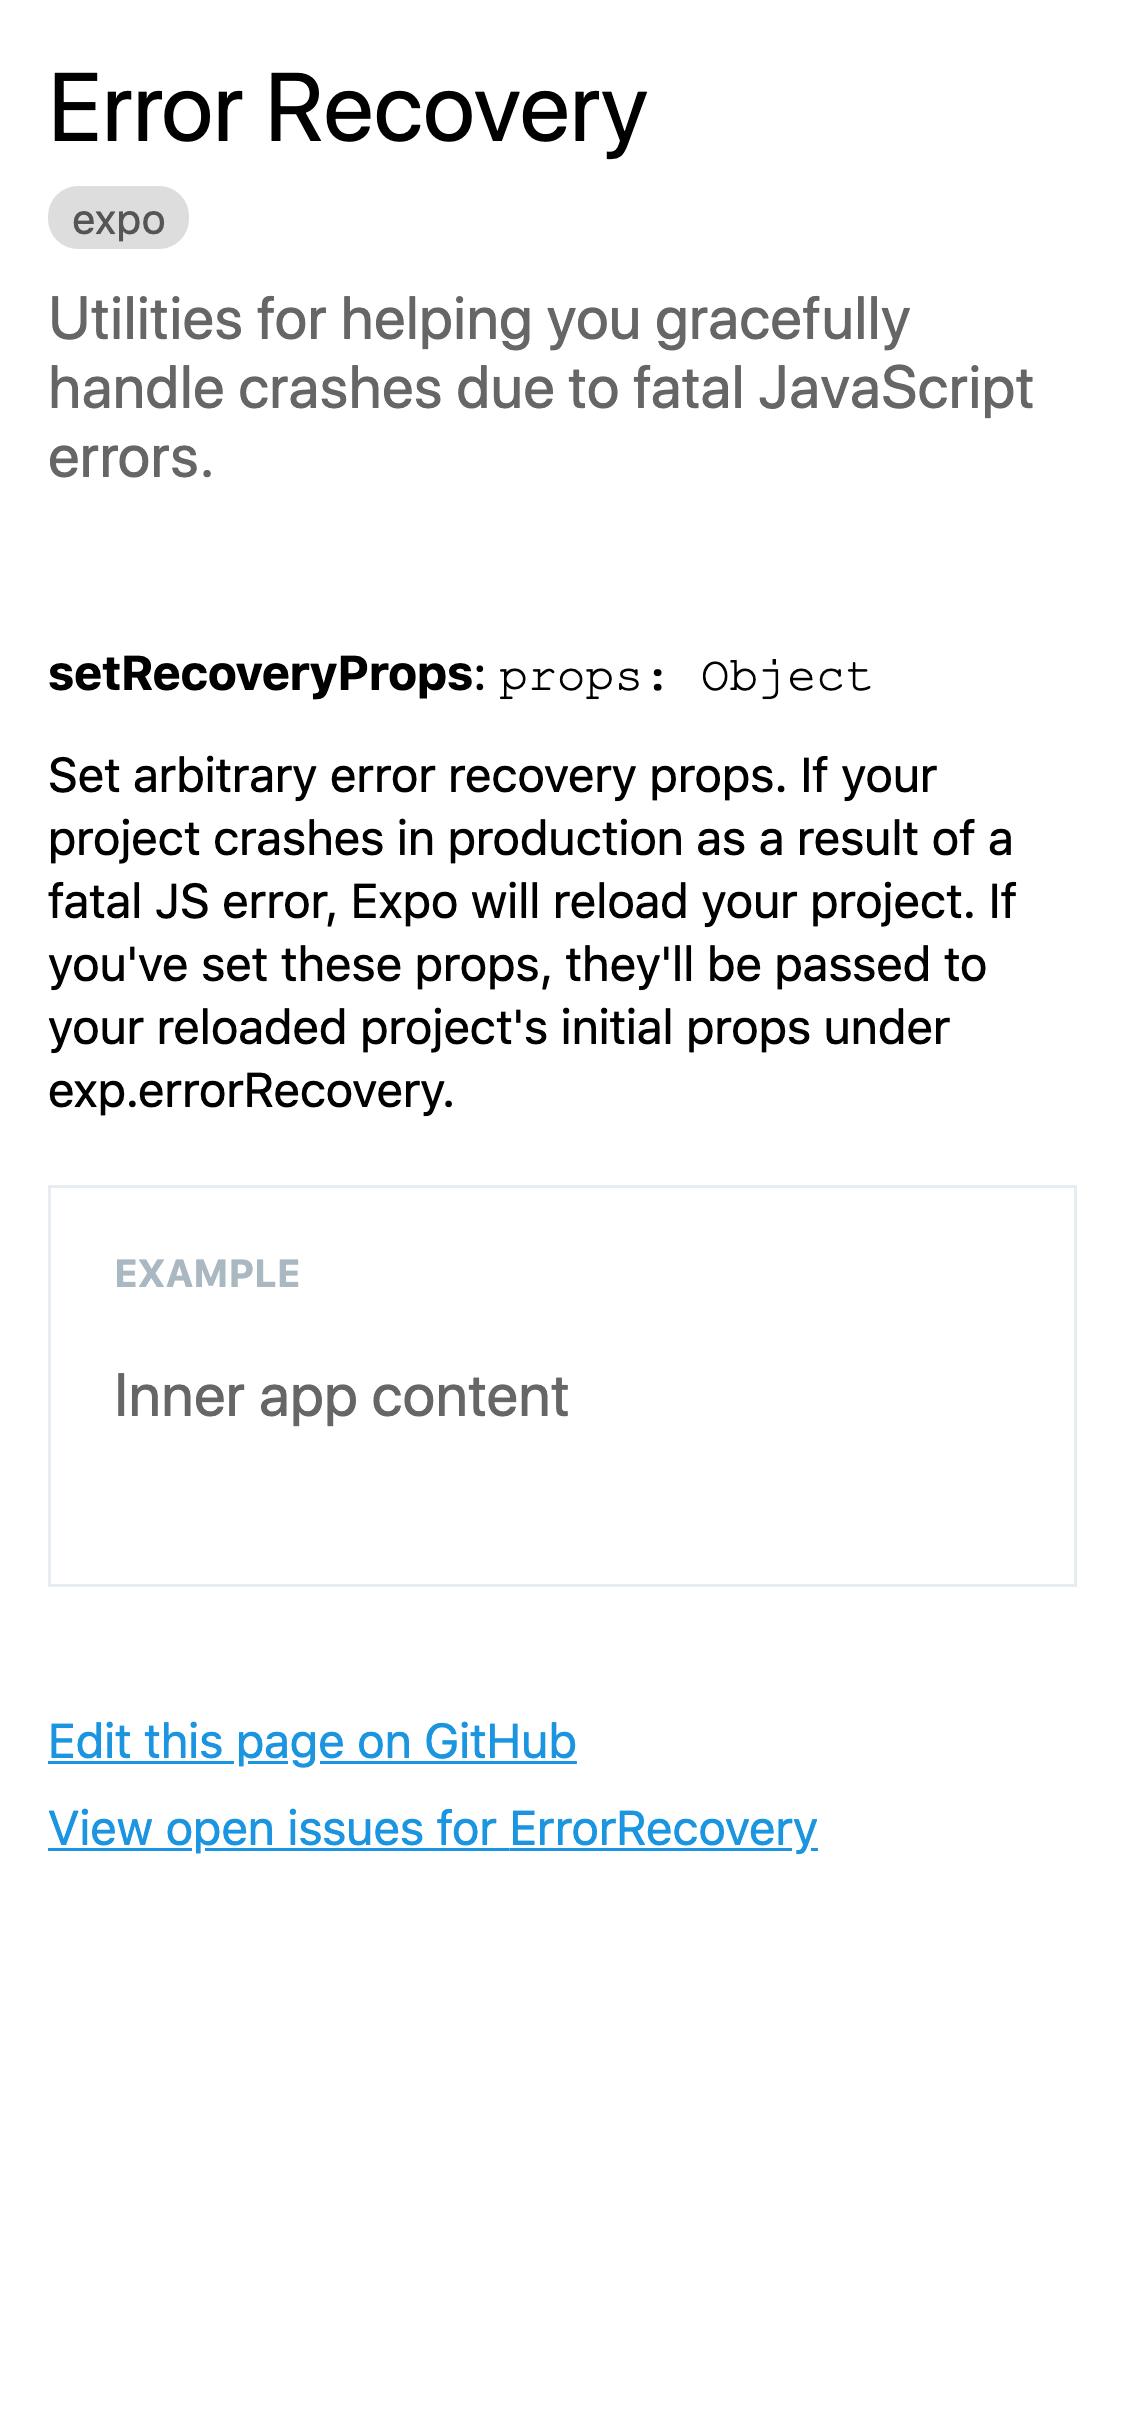 Error Recovery
expo
Utilities for helping you gracefully
handle crashes due to fatal JavaScript
errors.
setRecoveryProps: props: Object
Set arbitrary error recovery props. If your
project crashes in production as a result of a
fatal JS error, Expo will reload your project. If
you've set these props, they'll be passed to
your reloaded project's initial props under
exp.errorRecovery.
EXAMPLE
Inner app content
Edit this page on GitHub
View open issues for ErrorRecovery